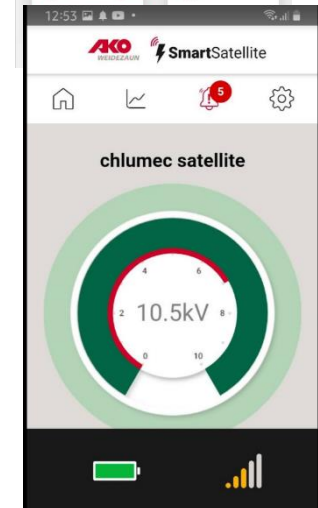 12:53
AKO
WEIDEZAUN
SmartSatellite
5
chlumec satellite
4 6
2 10.5kV 8
0 10